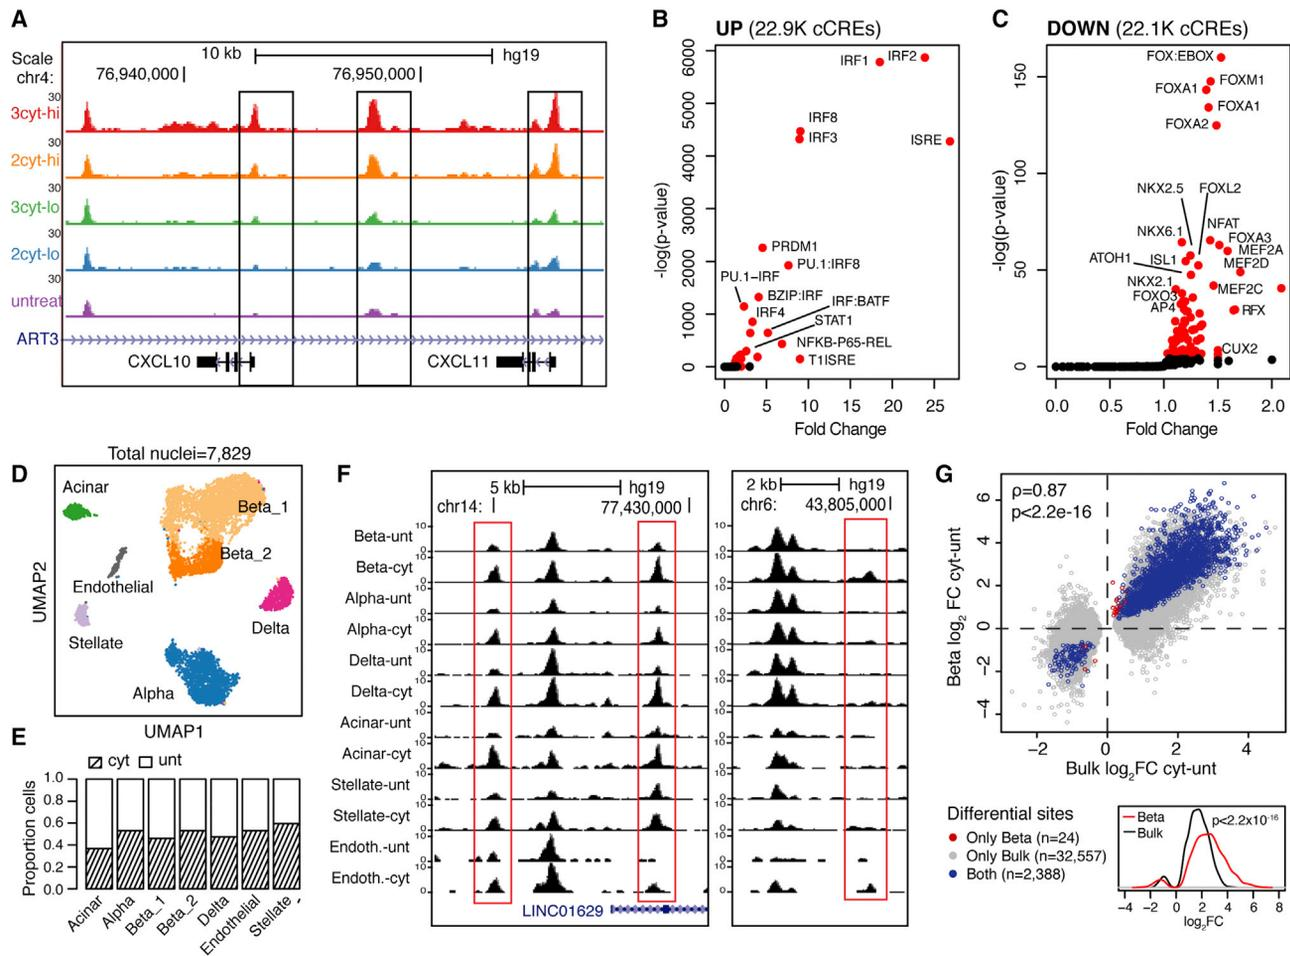 A
Scale
10 kb
hg19
chr4:
76,940,000
76,950,000
30
3cyt-hi
30
2cyt-hi
30
3cyt-lo
30
2cyt-lo
30
untreat
ART3
CXCL10
CXCL11
B
UP (22.9K cCREs)
-log(p-value)
6000
5000
4000
3000
2000
1000
0
IRF1
IRF2
IRF8
IRF3
ISRE
PRDM1
PU.1:IRF8
PU.1-IRF
BZIP:IRF
IRF:BATF
IRF4
STAT1
NFKB-P65-REL
T1ISRE
0 5 10 15 20 25
Fold Change
C
DOWN (22.1K cCREs)
-log(p-value)
150
100
50
0
FOX:EBOX
FOXM1
FOXA1
FOXA1
FOXA2
NKX2.5
FOXL2
NKX6.1
NFAT
FOXA3
MEF2A
ATOH1
ISL1
MEF2D
NKX2.1
MEF2C
FOXO3
AP4
RFX
CUX2
0.0 0.5 1.0 1.5 2.0
Fold Change
D
Total nuclei=7,829
Acinar
Beta_1
Beta_2
Endothelial
Stellate
Delta
Alpha
UMAP2
UMAP1
E
cyt
unt
Proportion cells
1.0
0.8
0.6
0.4
0.2
0.0
Acinar
Alpha
Beta_1
Beta_2
Delta
Endothelial
Stellate
F
5 kb
hg19
chr14:
77,430,000
2 kb
hg19
chr6:
43,805,000
Beta-unt
Beta-cyt
Alpha-unt
Alpha-cyt
Delta-unt
Delta-cyt
Acinar-unt
Acinar-cyt
Stellate-unt
Stellate-cyt
Endoth.-unt
Endoth.-cyt
LINC01629
G
ρ=0.87
p<2.2e-16
Beta log2 FC cyt-unt
6
4
2
0
−2
−4
−2 0 2 4
Bulk log2FC cyt-unt
Differential sites
Only Beta (n=24)
Only Bulk (n=32,557)
Both (n=2,388)
Beta
Bulk
p<2.2x10-16
−4 −2 0 2 4 6 8
log2FC